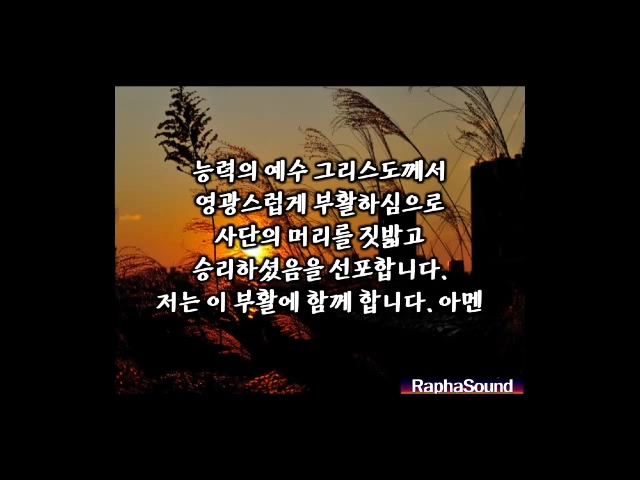 능력의 예수 그리스도께서
영광스럽게 부활하심으로
사단의 머리를 짓밟고
승리하셨음을 선포합니다.
저는 이 부활에 함께 합니다. 아멘
RaphaSound